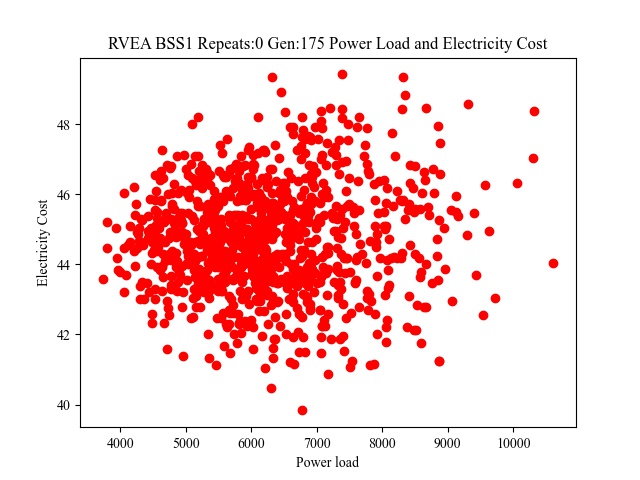 RVEA BSS1 Repeats:0 Gen:175 Power Load and Electricity Cost
48
46
44
42
40
Electricity Cost
4000 5000 6000 7000 8000 9000 10000
Power load